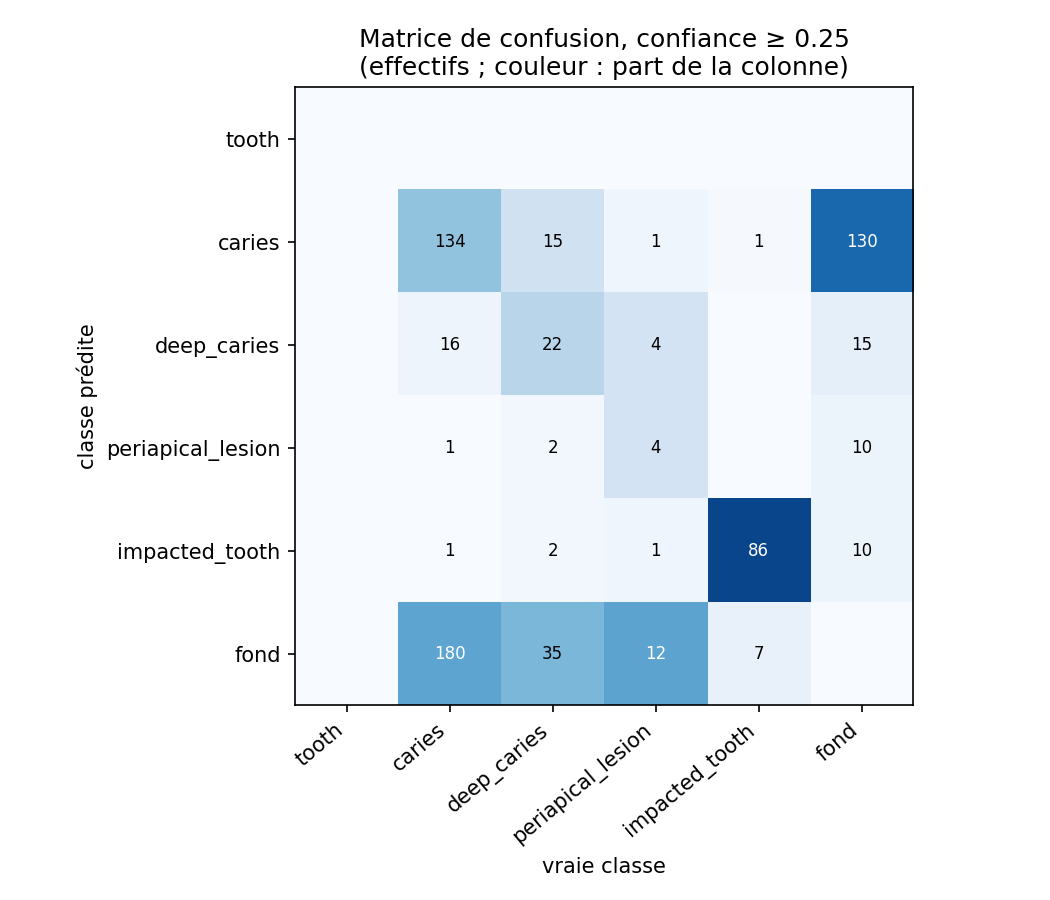 Matrice de confusion, confiance ≥ 0.25
(effectifs ; couleur : part de la colonne)
classe prédite
tooth
caries 134 15 1 1 130
deep_caries 16 22 4 15
periapical_lesion 1 2 4 10
impacted_tooth 1 2 1 86 10
fond 180 35 12 7
tooth caries deep_caries periapical_lesion impacted_tooth fond
vraie classe